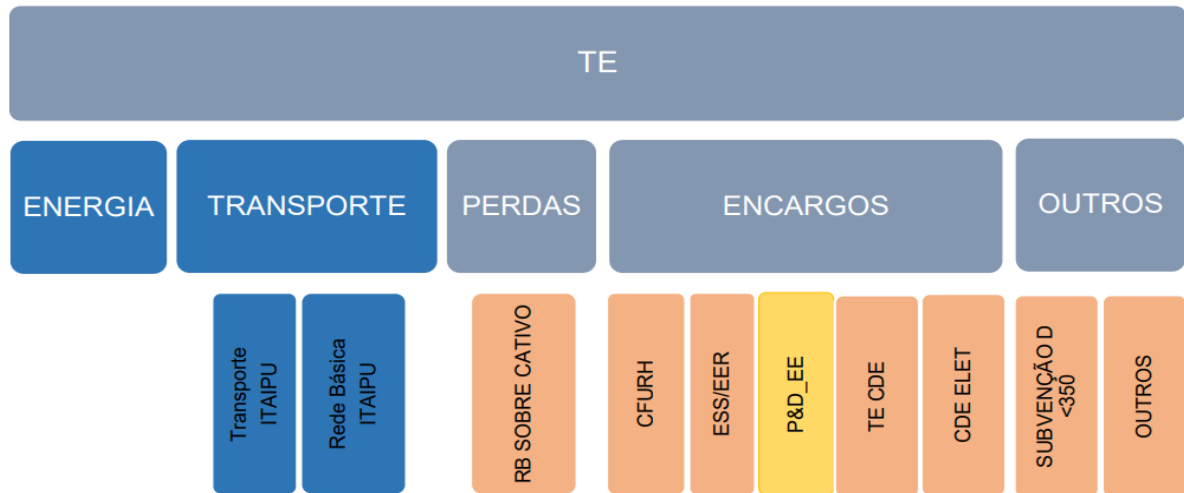 TE
ENERGIA
TRANSPORTE
PERDAS
ENCARGOS
OUTROS
Transporte
ITAIPU
Rede Básica
ITAIPU
RB SOBRE CATIVO
CFURH
ESS/EER
P&D_EE
TE CDE
CDE ELET
SUBVENÇÃO D
<350
OUTROS